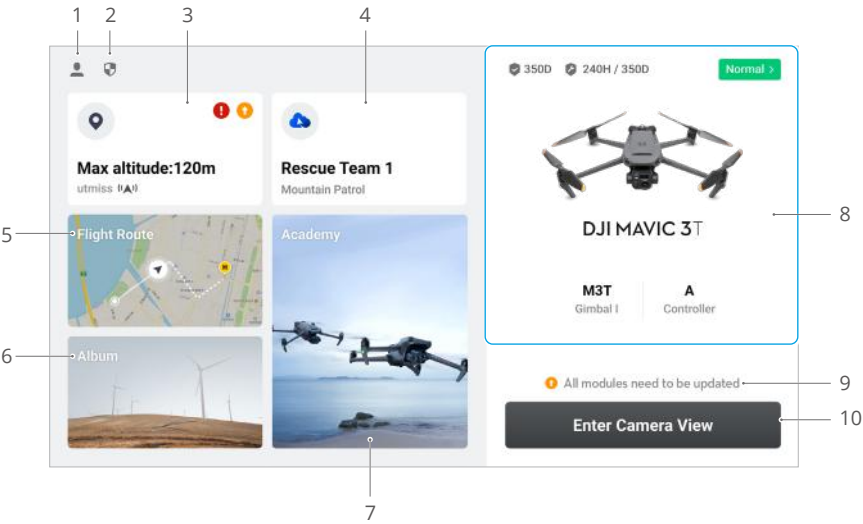 1
2
3
4
350D
240H / 350D
Normal >
Max altitude:120m
utmiss
Rescue Team 1
Mountain Patrol
5
Flight Route
Academy
8
DJI MAVIC 3T
M3T
A
Gimbal I
Controller
6
Album
All modules need to be updated
9
Enter Camera View
10
7